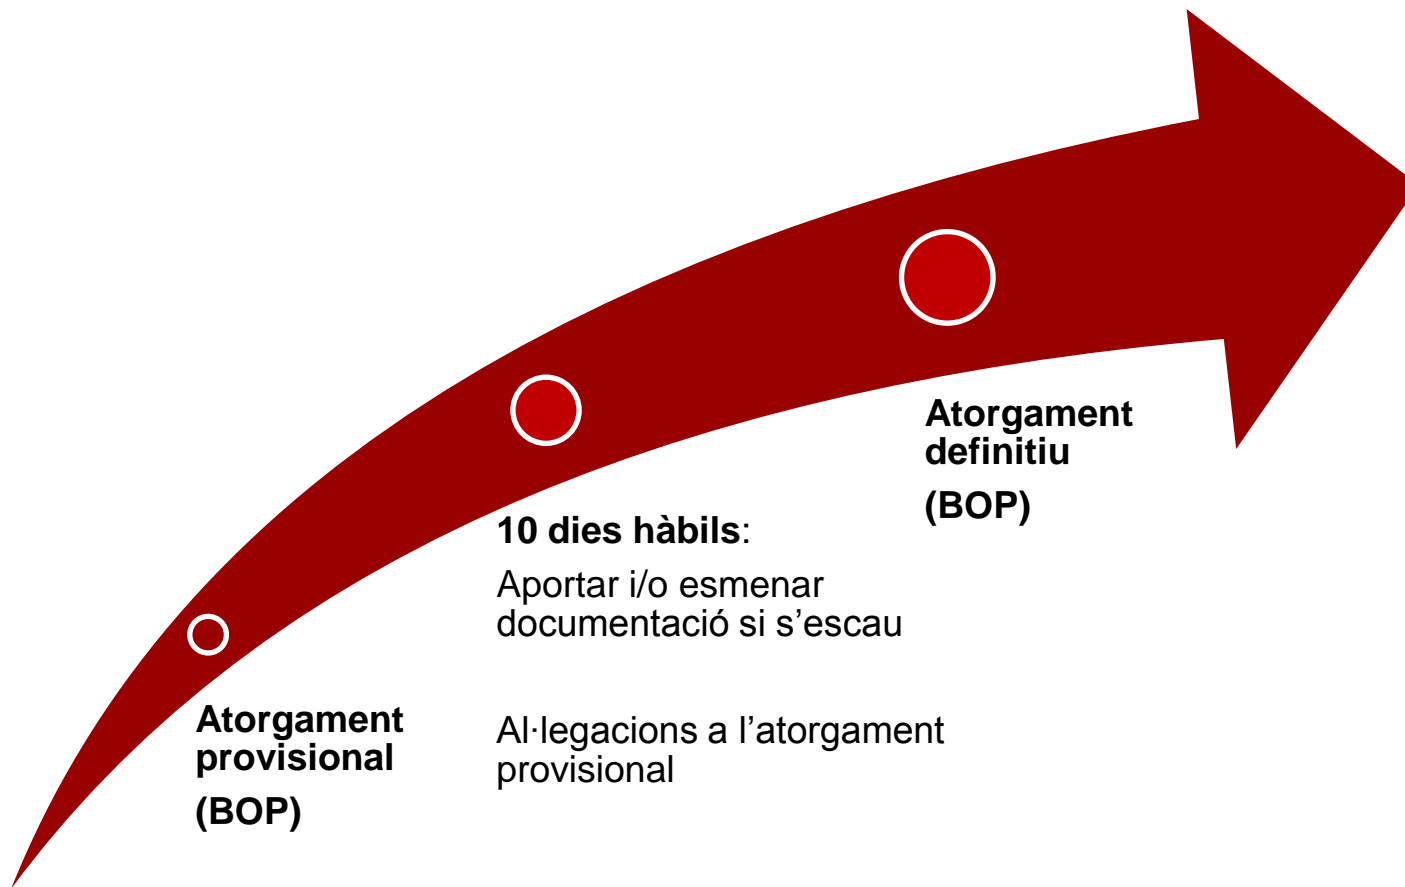 Atorgament
provisional
(BOP)
10 dies hàbils:
Aportar i/o esmenar
documentació si s’escau
Al·legacions a l’atorgament
provisional
Atorgament
definitiu
(BOP)